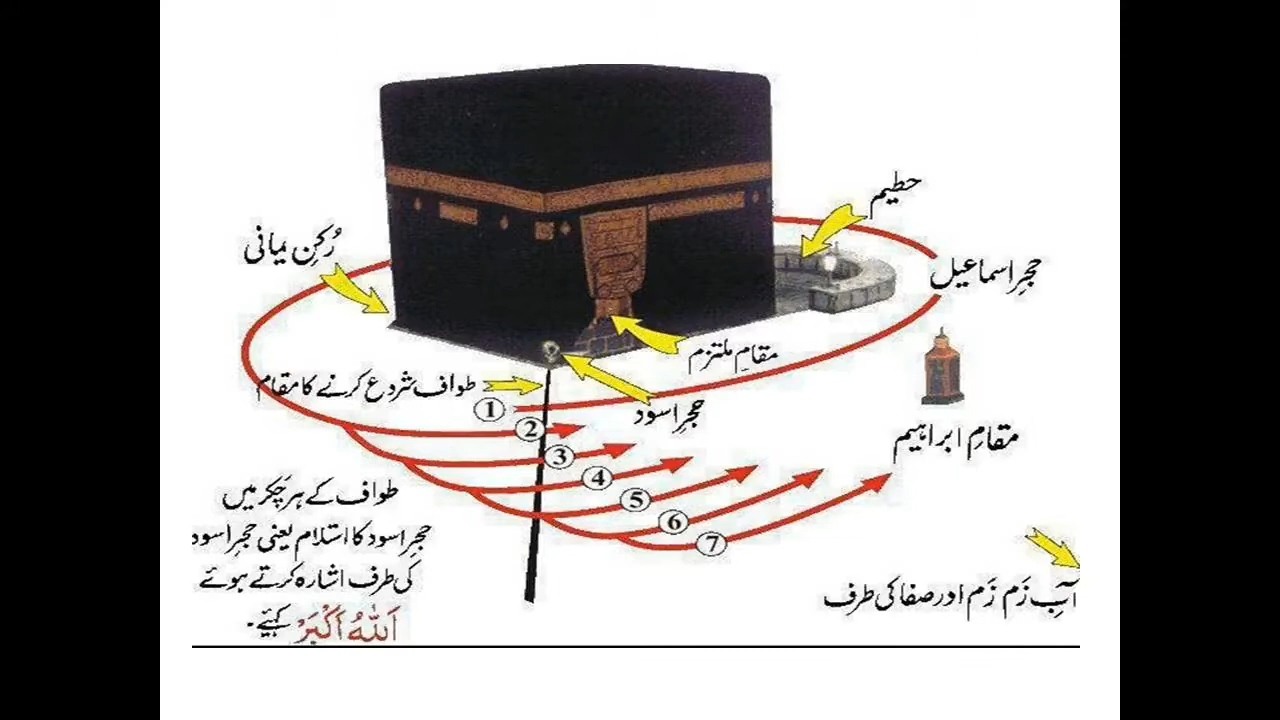 حطیم
رُکنِ یمانی
حجرِ اسماعیل
مقامِ ملتزم
طواف شروع کرنے کا مقام
حجرِ اسود
1
2
3
4
5
6
7
مقامِ ابراہیم
طواف کے ہر چکر میں
حجرِ اسود کا استلام یعنی حجرِ اسود
کی طرف اشارہ کرتے ہوئے
اَللّٰهُ اَکْبَرْ کہیے۔
آبِ زَم زَم اور صفا کی طرف